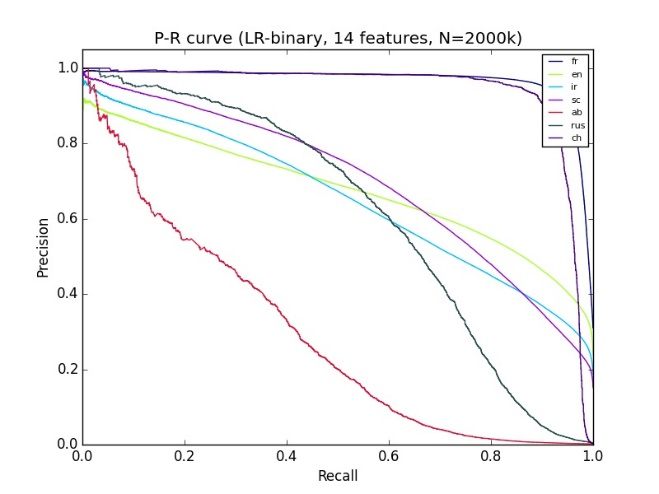 P-R curve (LR-binary, 14 features, N=2000k)
fr
en
ir
sc
ab
rus
ch
1.0
0.8
0.6
0.4
0.2
0.0
Precision
0.0 0.2 0.4 0.6 0.8 1.0
Recall